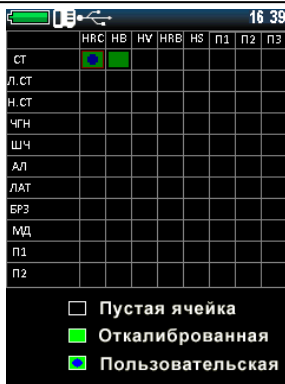 16 39
HRC HB HV HRB HS П1 П2 П3
СТ
Л.СТ
Н.СТ
ЧГН
ШЧ
АЛ
ЛАТ
БРЗ
МД
П1
П2
Пустая ячейка
Откалиброванная
Пользовательская